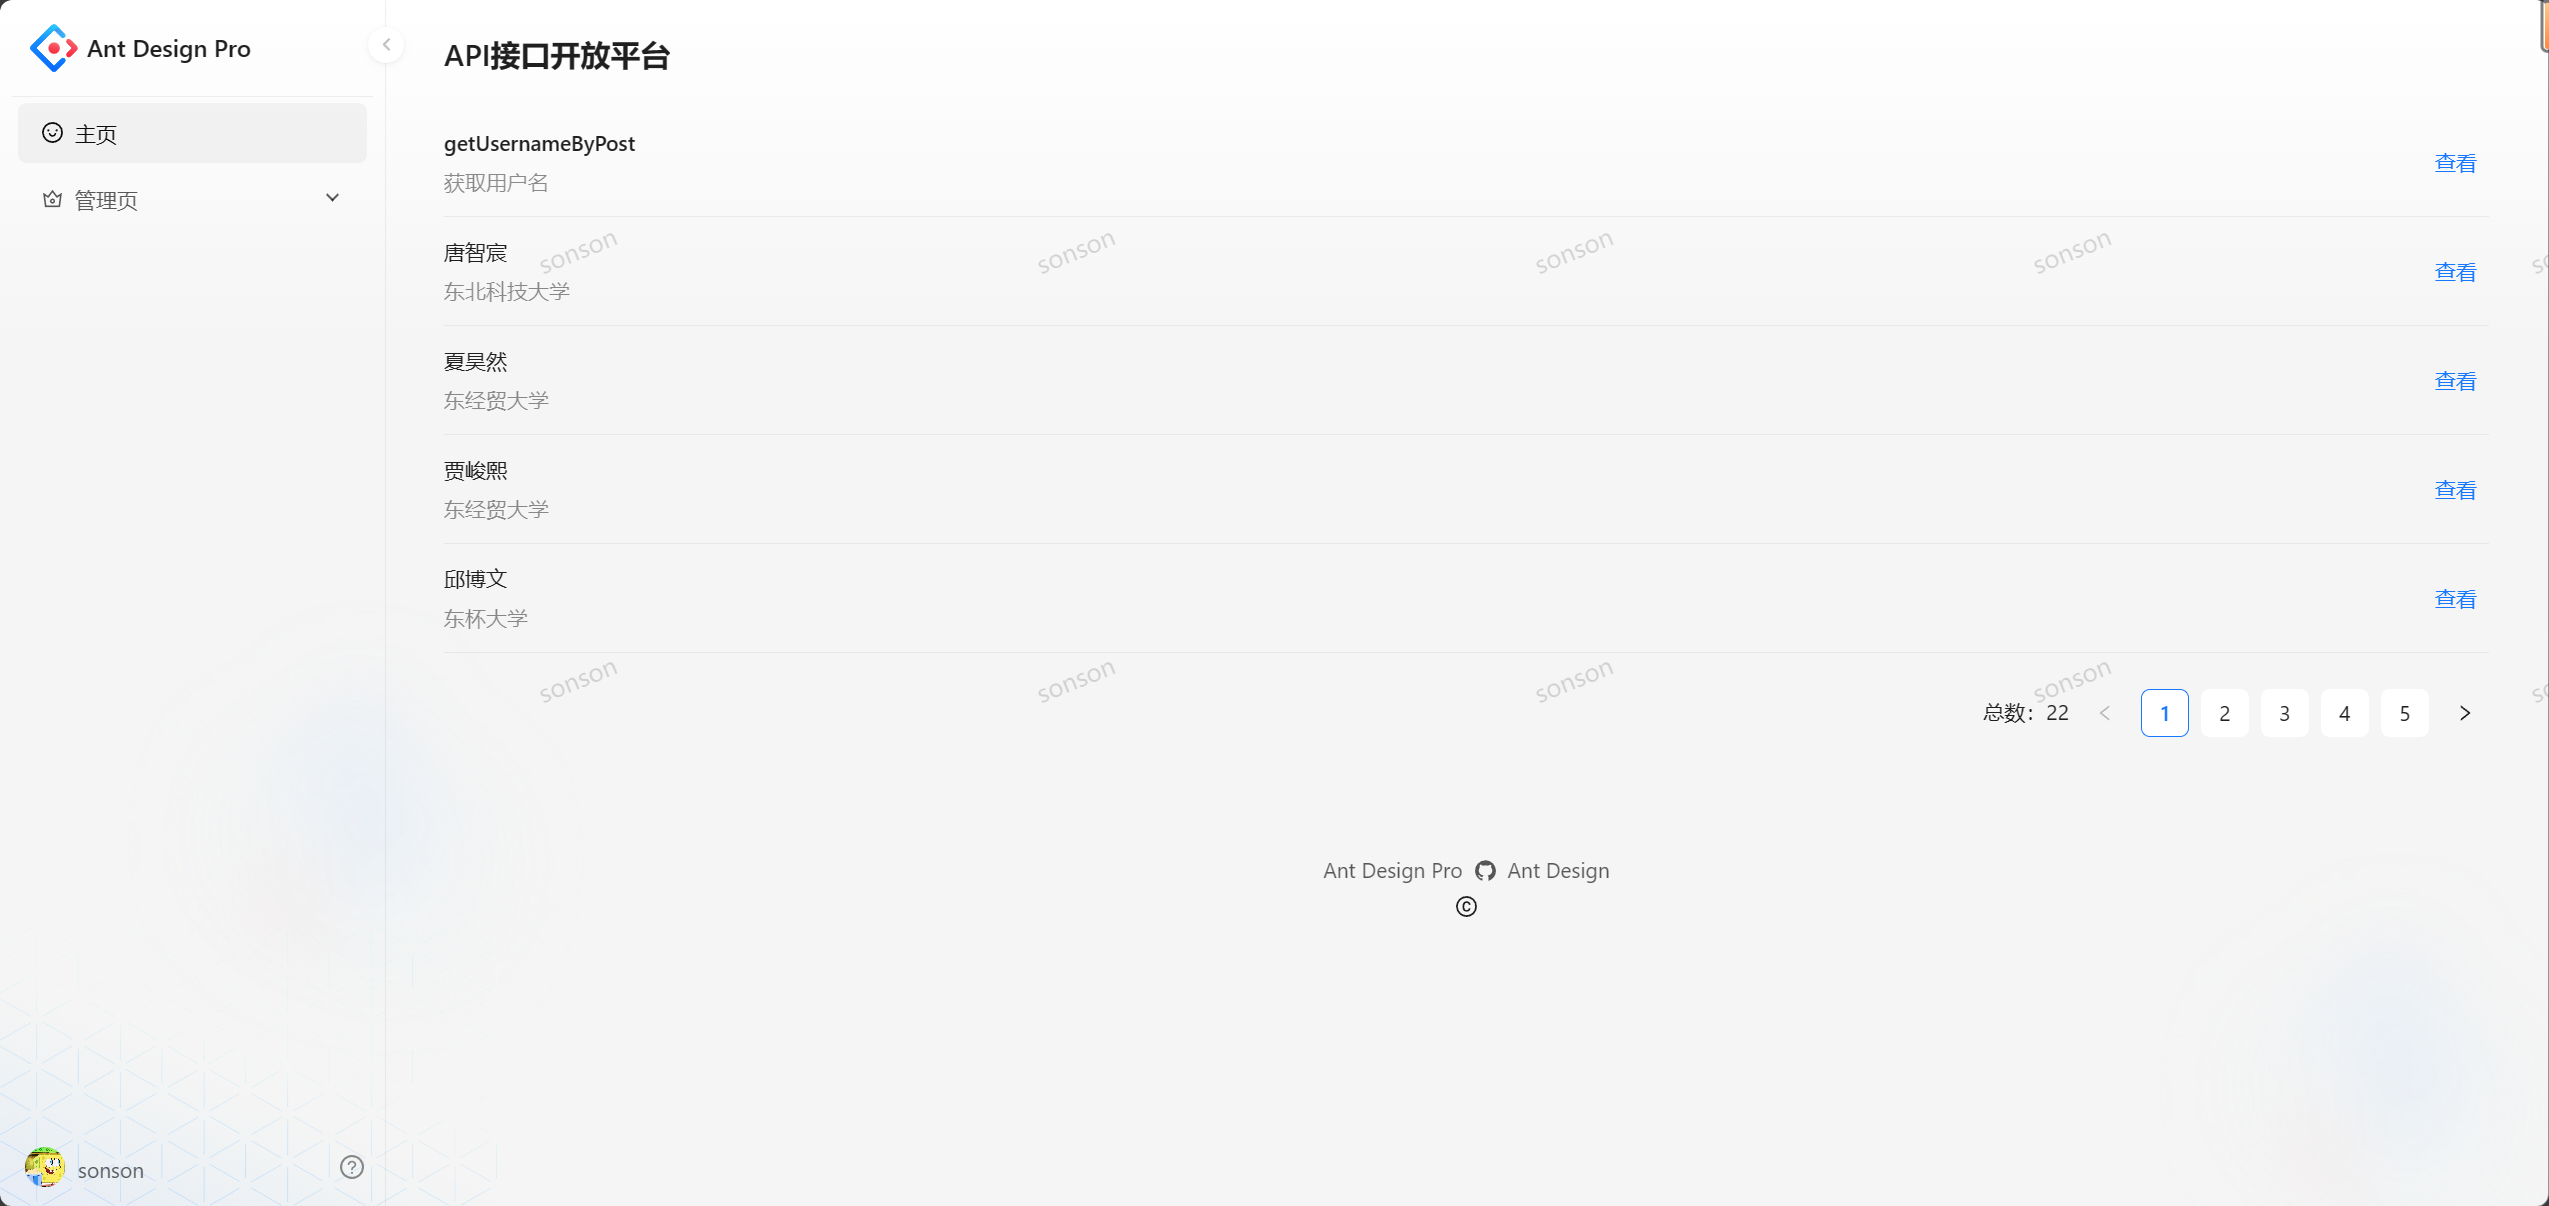 Ant Design Pro
主页
管理页
sonson
API接口开放平台
getUsernameByPost
获取用户名
查看
唐智宸
东北科技大学
查看
夏昊然
东经贸大学
查看
贾峻熙
东经贸大学
查看
邱博文
东杯大学
查看
sonson sonson sonson sonson
sonson sonson sonson sonson
总数：22 < 1 2 3 4 5 >
Ant Design Pro Ant Design
©